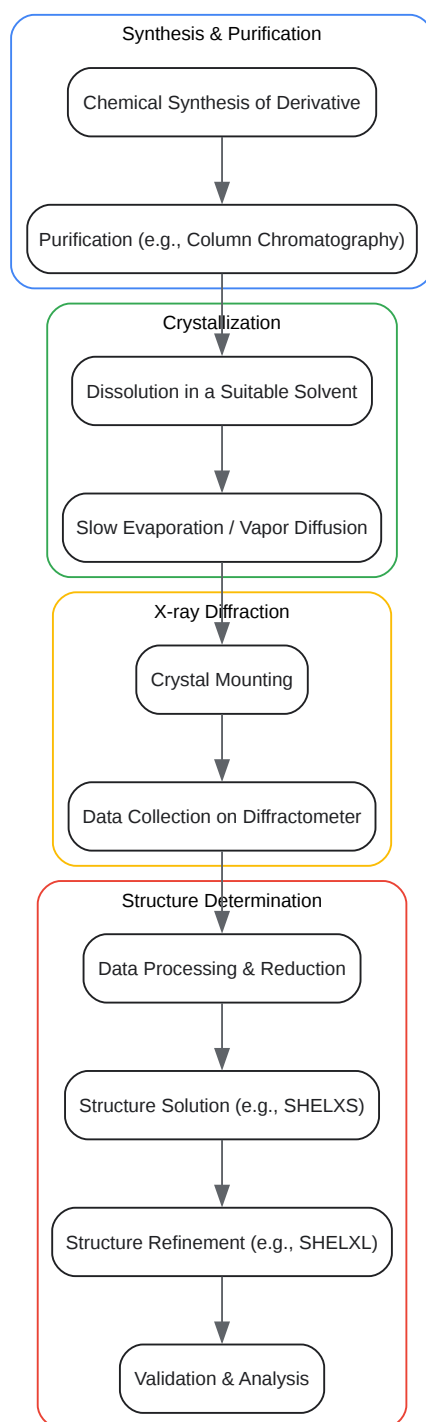 Synthesis & Purification
Chemical Synthesis of Derivative
Purification (e.g., Column Chromatography)
Crystallization
Dissolution in a Suitable Solvent
Slow Evaporation / Vapor Diffusion
X-ray Diffraction
Crystal Mounting
Data Collection on Diffractometer
Structure Determination
Data Processing & Reduction
Structure Solution (e.g., SHELXS)
Structure Refinement (e.g., SHELXL)
Validation & Analysis